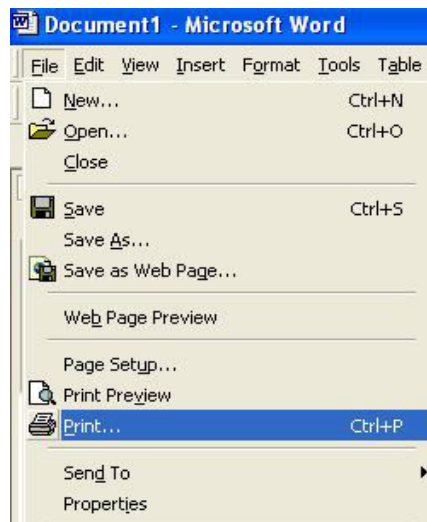 Document1 - Microsoft Word
File Edit View Insert Format Tools Table
New... Ctrl+N
Open... Ctrl+O
Close
Save Ctrl+S
Save As...
Save as Web Page...
Web Page Preview
Page Setup...
Print Preview
Print... Ctrl+P
Send To
Properties